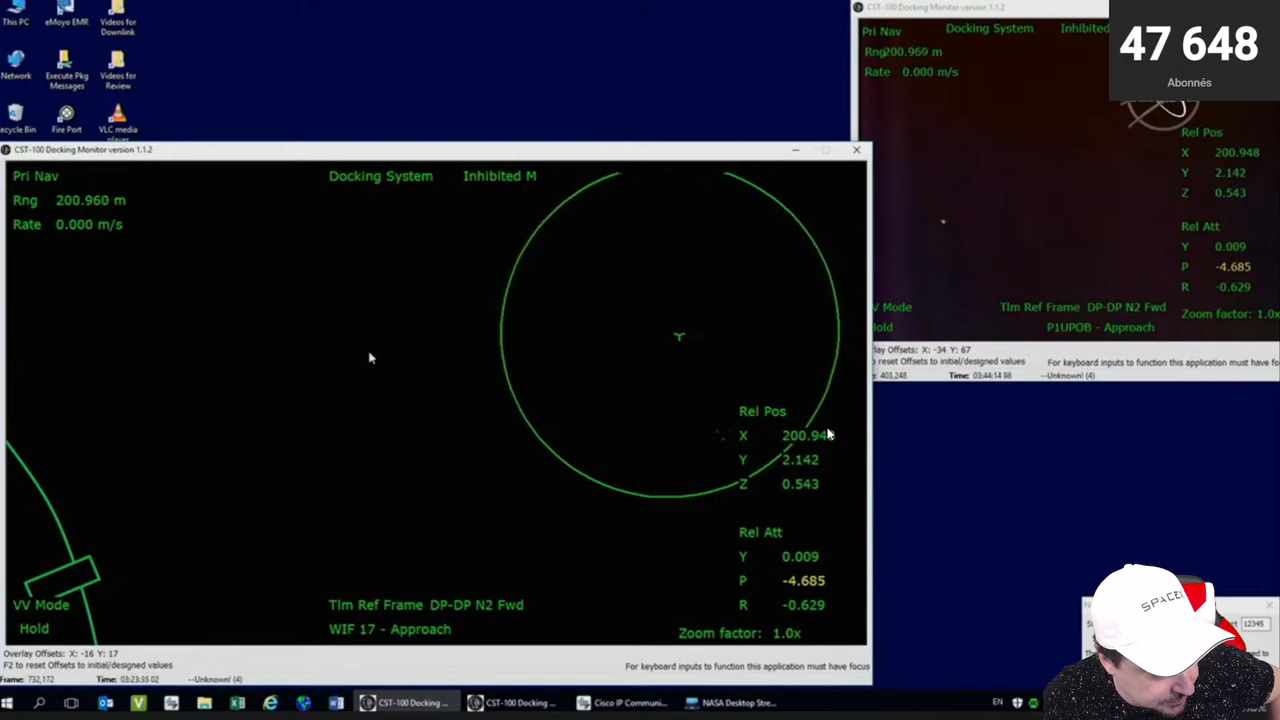 This PC
eMoyo EMR
Videos for
Downlink
Network
Execute Pkg
Messages
Videos for
Review
ecycle Bin
Fire Port
VLC media
player
CST-100 Docking Monitor version 1.1.2
Pri Nav
Docking System
Inhibited
Rng200.960 m
Rate 0.000 m/s
47 648
Abonnés
Rel Pos
X 200.948
Y 2.142
Z 0.543
Rel Att
Y 0.009
P -4.685
R -0.629
V Mode
Tlm Ref Frame DP-DP N2 Fwd
Zoom factor: 1.0x
Hold
P1UPOB - Approach
lay Offsets: X: -34 Y: 67
reset Offsets to initial/designed values
For keyboard inputs to function this application must have fo
403,248
Time: 03:44:14 98
--Unknown! (4)
CST-100 Docking Monitor version 1.1.2
Pri Nav
Docking System
Inhibited M
Rng 200.960 m
Rate 0.000 m/s
Rel Pos
X 200.94
Y 2.142
Z 0.543
Rel Att
Y 0.009
P -4.685
R -0.629
VV Mode
Hold
Tlm Ref Frame DP-DP N2 Fwd
WIF 17 - Approach
Zoom factor: 1.0x
Overlay Offsets: X: -16 Y: 17
F2 to reset Offsets to initial/designed values
For keyboard inputs to function this application must have focus
Frame: 732,172
Time: 03:23:35 02
--Unknown! (4)
12345
SPACE
CST-100 Docking ...
CST-100 Docking ...
Cisco IP Communi...
NASA Desktop Stre...
EN